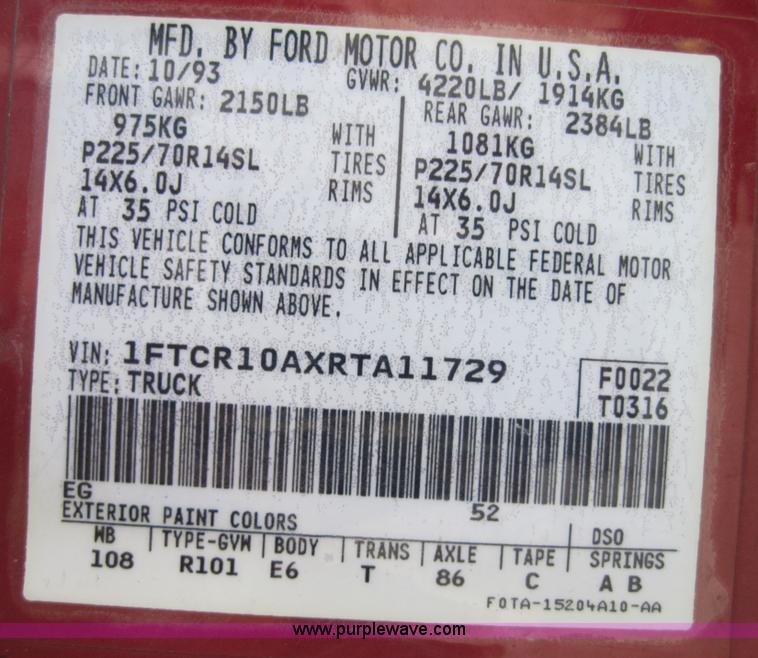 MFD. BY FORD MOTOR CO. IN U.S.A.
DATE: 10/93 GVWR: 4220LB/ 1914KG
FRONT GAWR: 2150LB REAR GAWR: 2384LB
975KG WITH 1081KG WITH
P225/70R14SL TIRES P225/70R14SL TIRES
14X6.0J RIMS 14X6.0J RIMS
AT 35 PSI COLD AT 35 PSI COLD
THIS VEHICLE CONFORMS TO ALL APPLICABLE FEDERAL MOTOR
VEHICLE SAFETY STANDARDS IN EFFECT ON THE DATE OF
MANUFACTURE SHOWN ABOVE.
VIN: 1FTCR10AXRTA11729 F0022
TYPE: TRUCK T0316
EG 52
EXTERIOR PAINT COLORS DSO
WB TYPE-GVW BODY TRANS AXLE TAPE SPRINGS
108 R101 E6 T 86 C A B
F0TA-15204A10-AA
www.purplewave.com